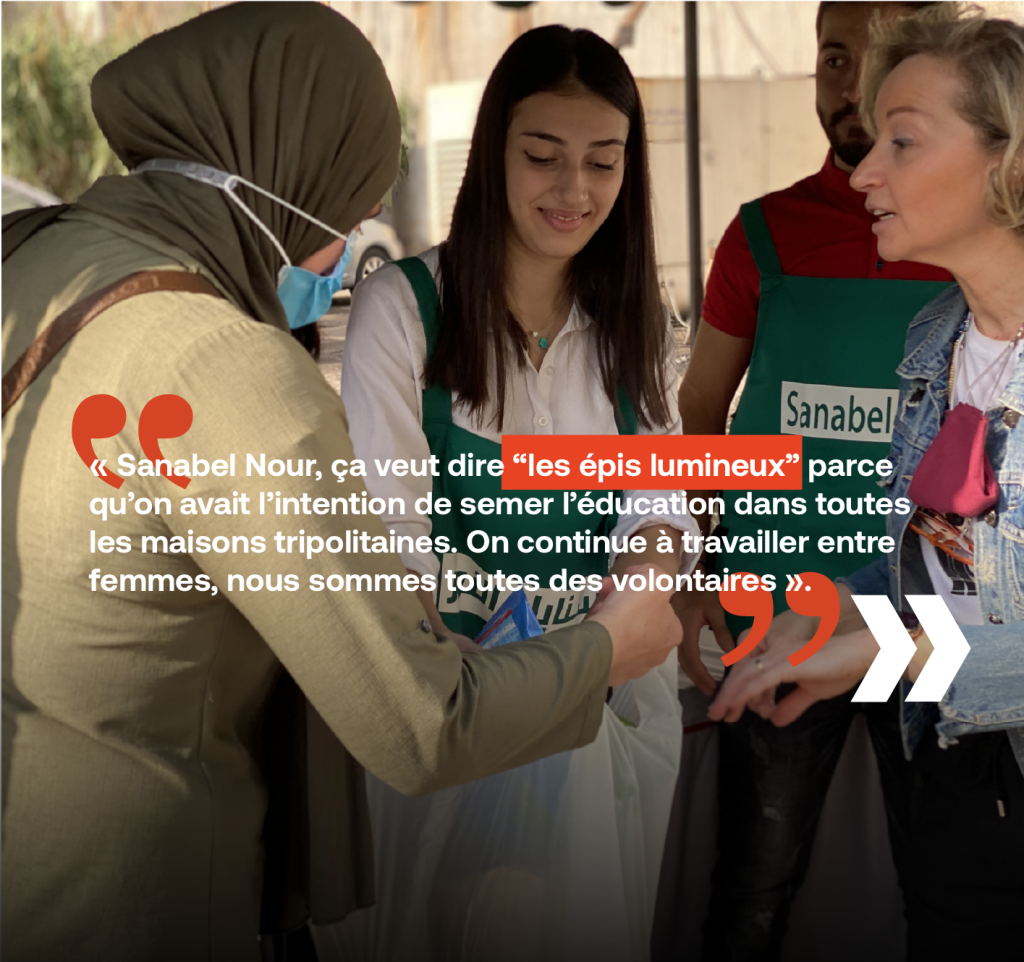 Sanabel
« Sanabel Nour, ça veut dire “les épis lumineux” parce
qu’on avait l’intention de semer l’éducation dans toutes
les maisons tripolitaines. On continue à travailler entre
femmes, nous sommes toutes des volontaires ».